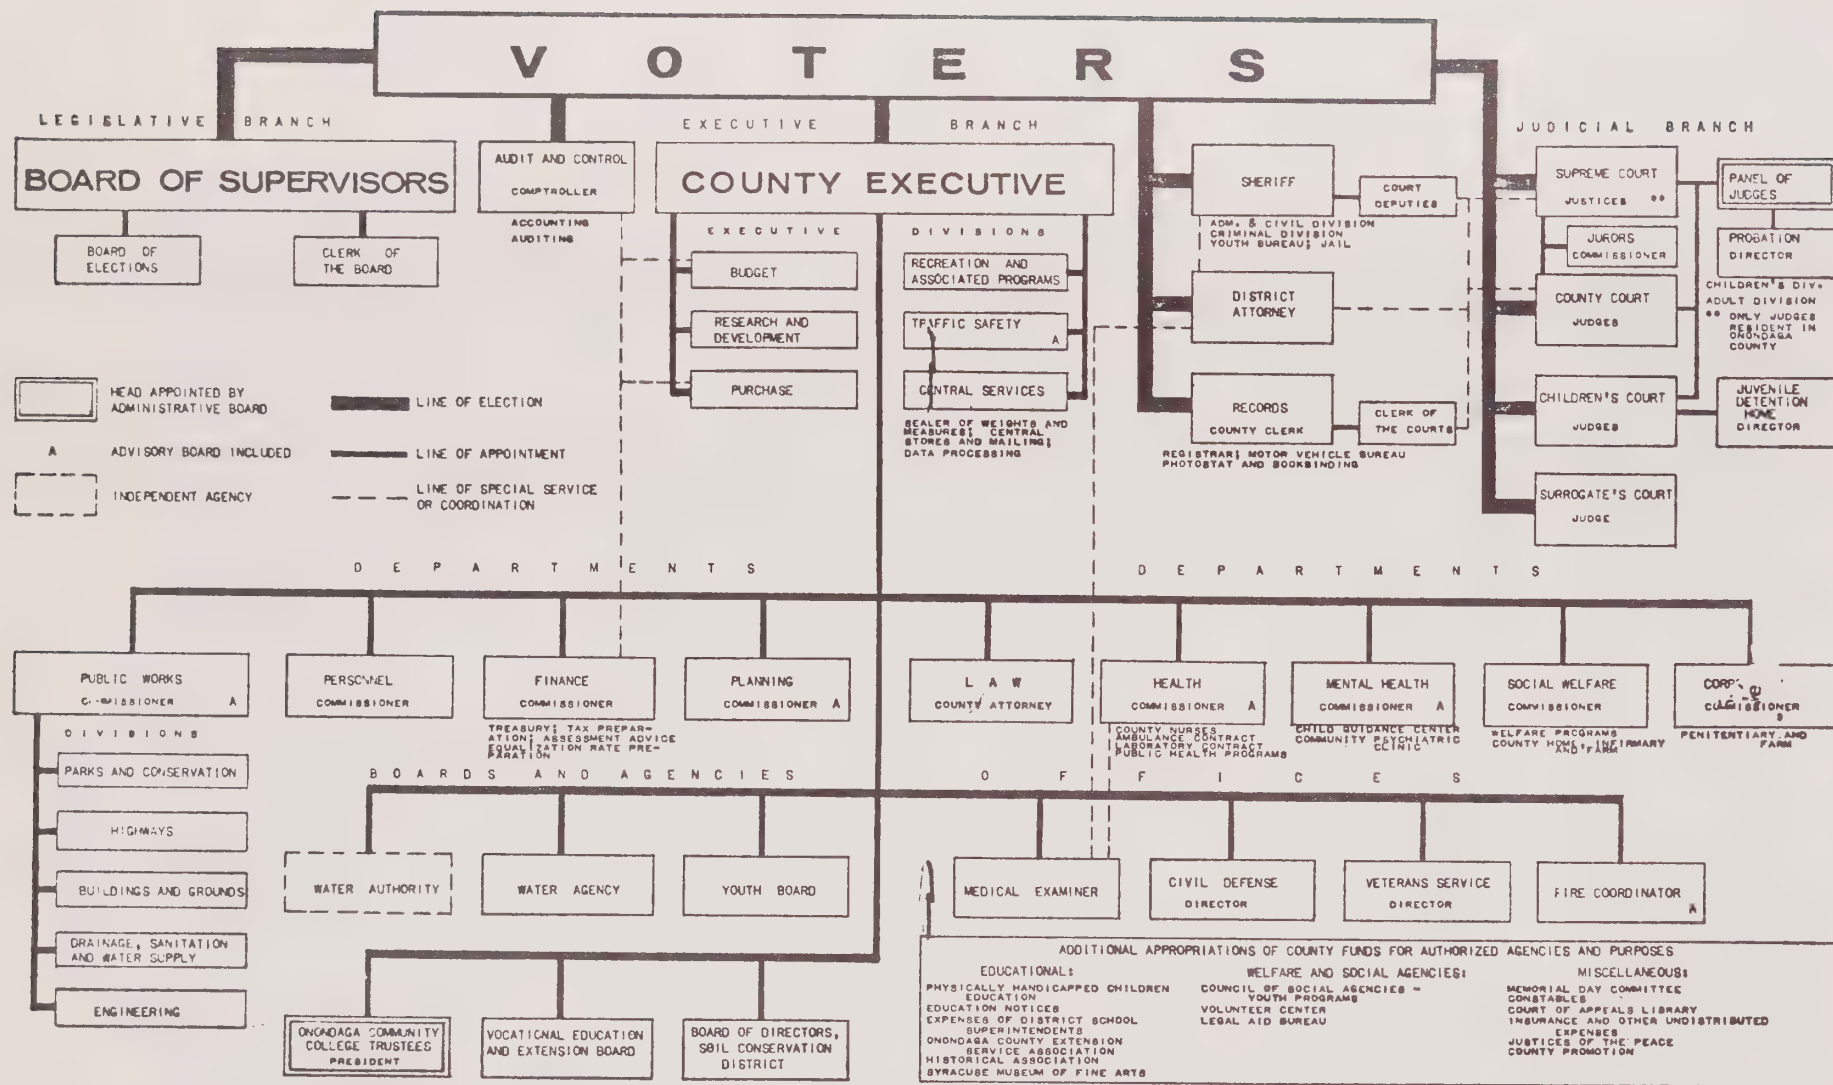 VOTERS
LEGISLATIVE BRANCH
EXECUTIVE BRANCH
JUDICIAL BRANCH
BOARD OF SUPERVISORS
BOARD OF
ELECTIONS
CLERK OF
THE BOARD
AUDIT AND CONTROL
COMPTROLLER
ACCOUNTING
AUDITING
COUNTY EXECUTIVE
EXECUTIVE DIVISIONS
BUDGET
RESEARCH AND
DEVELOPMENT
PURCHASE
RECREATION AND
ASSOCIATED PROGRAMS
TRAFFIC SAFETY
A
CENTRAL SERVICES
SEALER OF WEIGHTS AND
MEASURES; CENTRAL
STORES AND MAILING;
DATA PROCESSING
SHERIFF
COURT
DEPUTIES
ADM. & CIVIL DIVISION
CRIMINAL DIVISION
YOUTH BUREAU; JAIL
DISTRICT
ATTORNEY
RECORDS
COUNTY CLERK
CLERK OF
THE COURTS
REGISTRAR; MOTOR VEHICLE BUREAU
PHOTOSTAT AND BOOKBINDING
SUPREME COURT
JUSTICES **
JURORS
COMMISSIONER
COUNTY COURT
JUDGES
CHILDREN'S COURT
JUDGES
SURROGATE'S COURT
JUDGE
PANEL OF
JUDGES
PROBATION
DIRECTOR
CHILDREN'S DIV.
ADULT DIVISION
** ONLY JUDGES
RESIDENT IN
ONONDAGA
COUNTY
JUVENILE
DETENTION
HOME
DIRECTOR
HEAD APPOINTED BY
ADMINISTRATIVE BOARD
A ADVISORY BOARD INCLUDED
INDEPENDENT AGENCY
LINE OF ELECTION
LINE OF APPOINTMENT
LINE OF SPECIAL SERVICE
OR COORDINATION
DEPARTMENTS
DEPARTMENTS
PUBLIC WORKS
COMMISSIONER A
DIVISIONS
PARKS AND CONSERVATION
HIGHWAYS
BUILDINGS AND GROUNDS
DRAINAGE, SANITATION
AND WATER SUPPLY
ENGINEERING
PERSONNEL
COMMISSIONER
FINANCE
COMMISSIONER
TREASURY; TAX PREPAR-
ATION; ASSESSMENT ADVICE
EQUALIZATION RATE PRE-
PARATION
PLANNING
COMMISSIONER A
LAW
COUNTY ATTORNEY
HEALTH
COMMISSIONER A
COUNTY NURSES
AMBULANCE CONTRACT
LABORATORY CONTRACT
PUBLIC HEALTH PROGRAMS
MENTAL HEALTH
COMMISSIONER A
CHILD GUIDANCE CENTER
COMMUNITY PSYCHIATRIC
CLINIC
SOCIAL WELFARE
COMMISSIONER
WELFARE PROGRAMS
COUNTY HOME, INFIRMARY
AND FARM
COMMISSIONER
PENITENTIARY AND
FARM
BOARDS AND AGENCIES
OFFICES
WATER AUTHORITY
WATER AGENCY
YOUTH BOARD
MEDICAL EXAMINER
CIVIL DEFENSE
DIRECTOR
VETERANS SERVICE
DIRECTOR
FIRE COORDINATOR
A
ONONDAGA COMMUNITY
COLLEGE TRUSTEES
PRESIDENT
VOCATIONAL EDUCATION
AND EXTENSION BOARD
BOARD OF DIRECTORS,
SOIL CONSERVATION
DISTRICT
ADDITIONAL APPROPRIATIONS OF COUNTY FUNDS FOR AUTHORIZED AGENCIES AND PURPOSES
EDUCATIONAL:
PHYSICALLY HANDICAPPED CHILDREN
EDUCATION
EDUCATION NOTICES
EXPENSES OF DISTRICT SCHOOL
SUPERINTENDENTS
ONONDAGA COUNTY EXTENSION
SERVICE ASSOCIATION
HISTORICAL ASSOCIATION
SYRACUSE MUSEUM OF FINE ARTS
WELFARE AND SOCIAL AGENCIES:
COUNCIL OF SOCIAL AGENCIES -
YOUTH PROGRAMS
VOLUNTEER CENTER
LEGAL AID BUREAU
MISCELLANEOUS:
MEMORIAL DAY COMMITTEE
CONSTABLES
COURT OF APPEALS LIBRARY
INSURANCE AND OTHER UNDISTRIBUTED
EXPENSES
JUSTICES OF THE PEACE
COUNTY PROMOTION